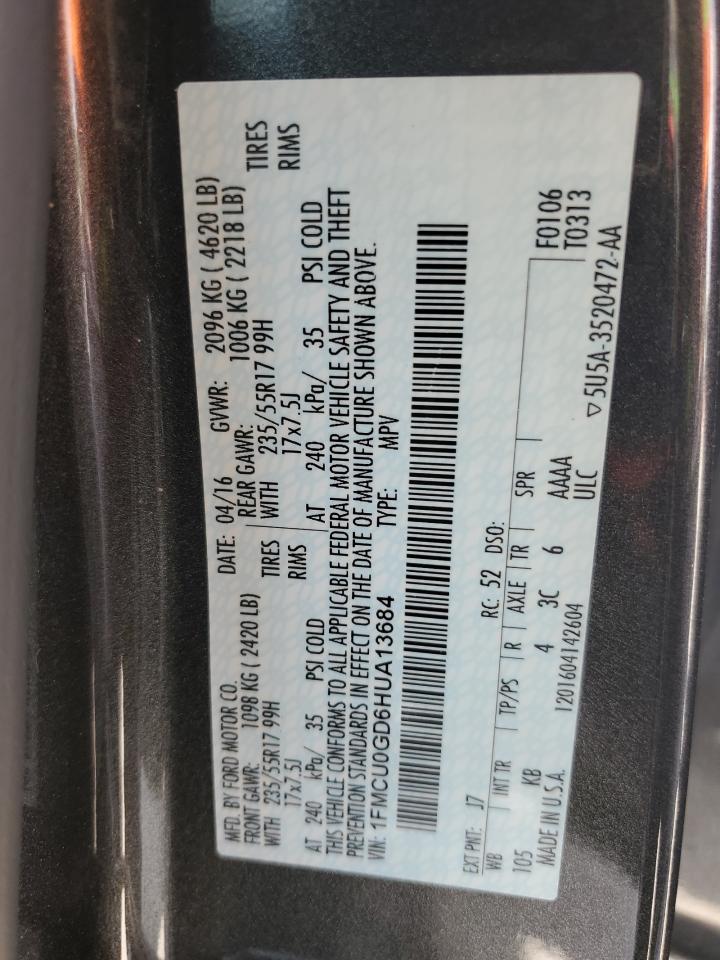 MFD. BY FORD MOTOR CO.
DATE: 04/16 GVWR: 2096 KG ( 4620 LB)
FRONT GAWR: 1098 KG ( 2420 LB) REAR GAWR: 1006 KG ( 2218 LB)
WITH 235/55R17 99H TIRES WITH 235/55R17 99H TIRES
17x7.5J RIMS 17x7.5J RIMS
AT 240 kPa/ 35 PSI COLD AT 240 kPa/ 35 PSI COLD
THIS VEHICLE CONFORMS TO ALL APPLICABLE FEDERAL MOTOR VEHICLE SAFETY AND THEFT
PREVENTION STANDARDS IN EFFECT ON THE DATE OF MANUFACTURE SHOWN ABOVE.
VIN: 1FMCU0GD6HUA13684 TYPE: MPV
EXT PNT: J7 RC: 52 DSO:
WB INT TR TP/PS R AXLE TR SPR F0106
105 KB 4 3C 6 AAAA T0313
MADE IN U.S.A. 1201604142604 ULC ▽5U5A-3520472-AA